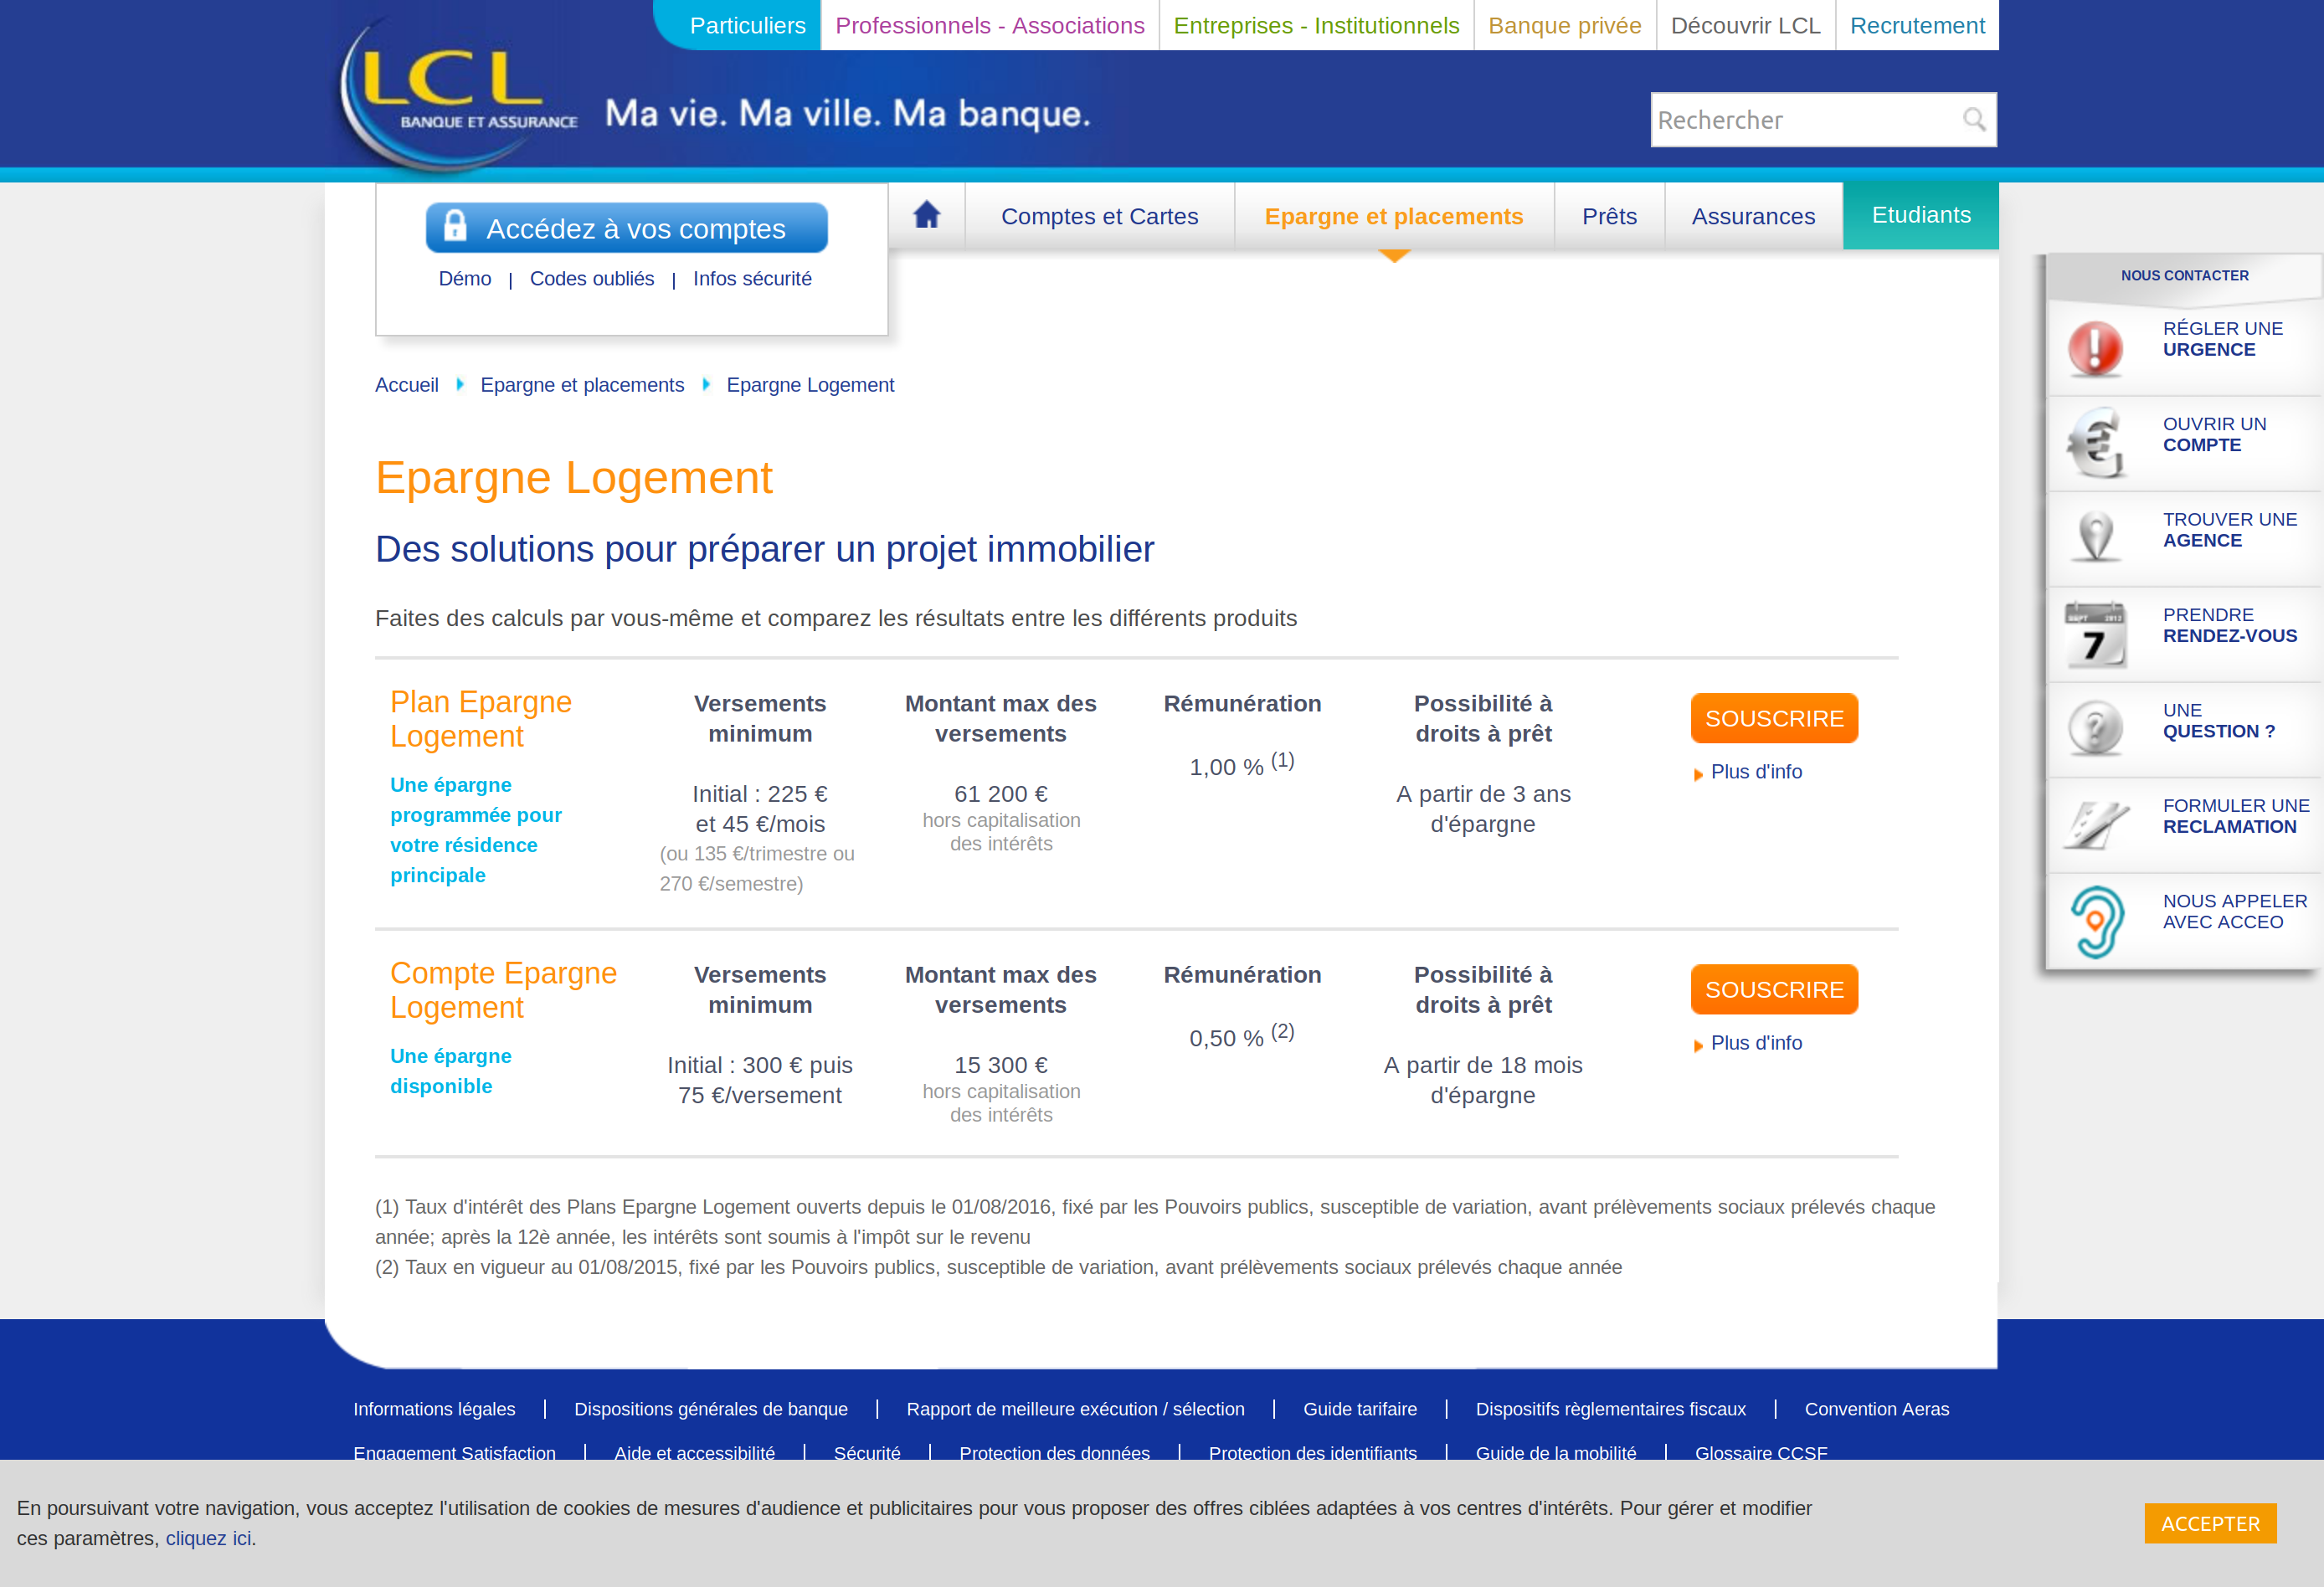 Particuliers
Professionnels - Associations
Entreprises - Institutionnels
Banque privée
Découvrir LCL
Recrutement
LCL
BANQUE ET ASSURANCE
Ma vie. Ma ville. Ma banque.
Rechercher
Accédez à vos comptes
Démo | Codes oubliés | Infos sécurité
Comptes et Cartes
Epargne et placements
Prêts
Assurances
Etudiants
NOUS CONTACTER
RÉGLER UNE
URGENCE
OUVRIR UN
COMPTE
TROUVER UNE
AGENCE
7
PRENDRE
RENDEZ-VOUS
UNE
QUESTION ?
FORMULER UNE
RECLAMATION
NOUS APPELER
AVEC ACCEO
Accueil Epargne et placements Epargne Logement
Epargne Logement
Des solutions pour préparer un projet immobilier
Faites des calculs par vous-même et comparez les résultats entre les différents produits
Plan Epargne
Logement
Une épargne
programmée pour
votre résidence
principale
Versements
minimum
Initial : 225 €
et 45 €/mois
(ou 135 €/trimestre ou
270 €/semestre)
Montant max des
versements
61 200 €
hors capitalisation
des intérêts
Rémunération
1,00 % (1)
Possibilité à
droits à prêt
A partir de 3 ans
d'épargne
SOUSCRIRE
Plus d'info
Compte Epargne
Logement
Une épargne
disponible
Versements
minimum
Initial : 300 € puis
75 €/versement
Montant max des
versements
15 300 €
hors capitalisation
des intérêts
Rémunération
0,50 % (2)
Possibilité à
droits à prêt
A partir de 18 mois
d'épargne
SOUSCRIRE
Plus d'info
(1) Taux d'intérêt des Plans Epargne Logement ouverts depuis le 01/08/2016, fixé par les Pouvoirs publics, susceptible de variation, avant prélèvements sociaux prélevés chaque
année; après la 12è année, les intérêts sont soumis à l'impôt sur le revenu
(2) Taux en vigueur au 01/08/2015, fixé par les Pouvoirs publics, susceptible de variation, avant prélèvements sociaux prélevés chaque année
Informations légales | Dispositions générales de banque | Rapport de meilleure exécution / sélection | Guide tarifaire | Dispositifs règlementaires fiscaux | Convention Aeras
Engagement Satisfaction | Aide et accessibilité | Sécurité | Protection des données | Protection des identifiants | Guide de la mobilité | Glossaire CCSF
En poursuivant votre navigation, vous acceptez l'utilisation de cookies de mesures d'audience et publicitaires pour vous proposer des offres ciblées adaptées à vos centres d'intérêts. Pour gérer et modifier
ces paramètres, cliquez ici.
ACCEPTER